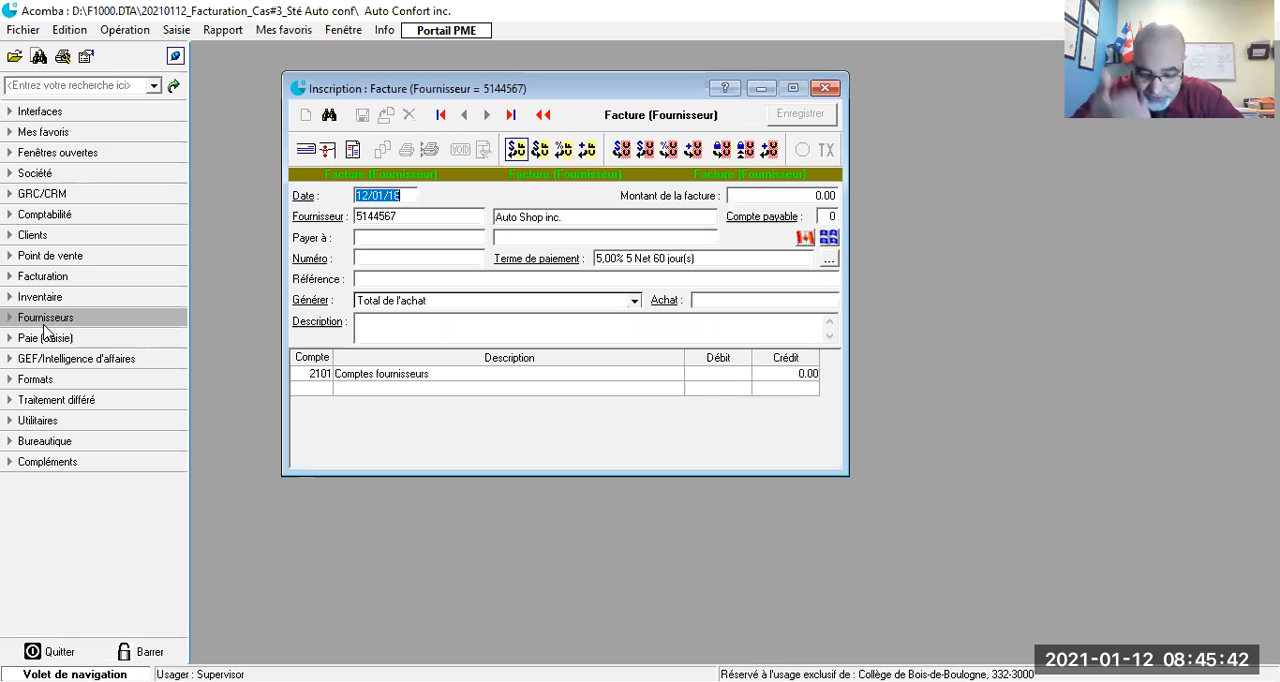 Acomba : D:\F1000.DTA\20210112_Facturation_Cas#3_Sté Auto conf\ Auto Confort inc.
Fichier Edition Opération Saisie Rapport Mes favoris Fenêtre Info Portail PME
<Entrez votre recherche ici>
Interfaces
Mes favoris
Fenêtres ouvertes
Société
GRC/CRM
Comptabilité
Clients
Point de vente
Facturation
Inventaire
Fournisseurs
Paie (saisie)
GEF/Intelligence d'affaires
Formats
Traitement différé
Utilitaires
Bureautique
Compléments
Quitter Barrer
Volet de navigation
Usager : Supervisor
Réservé à l'usage exclusif de : Collège de Bois-de-Boulogne, 332-3000
Inscription : Facture (Fournisseur = 5144567)
Facture (Fournisseur) Enregistrer
VOID TX
Facture (Fournisseur) Facture (Fournisseur) Facture (Fournisseur)
Date : 12/01/18 Montant de la facture : 0.00
Fournisseur : 5144567 Auto Shop inc. Compte payable : 0
Payer à :
Numéro : Terme de paiement : 5,00% 5 Net 60 jour(s) ...
Référence :
Générer : Total de l'achat Achat :
Description :
Compte Description Débit Crédit
2101 Comptes fournisseurs 0.00
2021-01-12 08:45:42